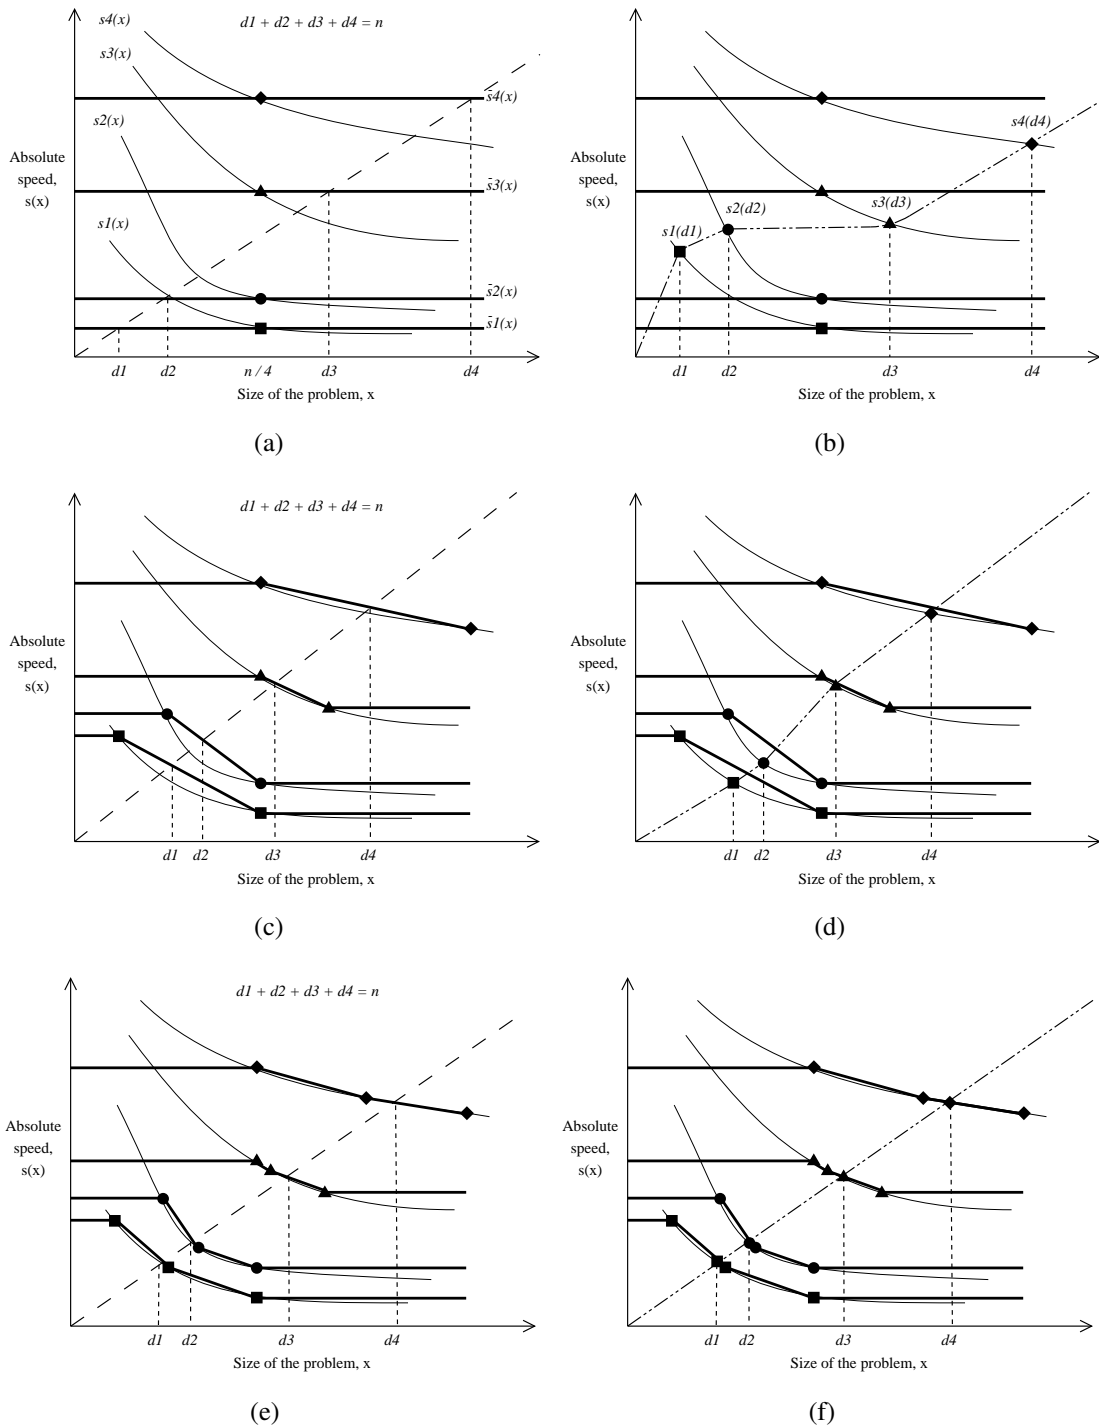 s4(x)
d1 + d2 + d3 + d4 = n
s3(x)
s2(x)
s̄4(x)
Absolute
speed,
s(x)
s̄3(x)
s1(x)
s̄2(x)
s̄1(x)
d1 d2 n / 4 d3 d4
Size of the problem, x
(a)
s4(d4)
Absolute
speed,
s(x)
s3(d3)
s2(d2)
s1(d1)
d1 d2 d3 d4
Size of the problem, x
(b)
d1 + d2 + d3 + d4 = n
Absolute
speed,
s(x)
d1 d2 d3 d4
Size of the problem, x
(c)
Absolute
speed,
s(x)
d1 d2 d3 d4
Size of the problem, x
(d)
d1 + d2 + d3 + d4 = n
Absolute
speed,
s(x)
d1 d2 d3 d4
Size of the problem, x
(e)
Absolute
speed,
s(x)
d1 d2 d3 d4
Size of the problem, x
(f)